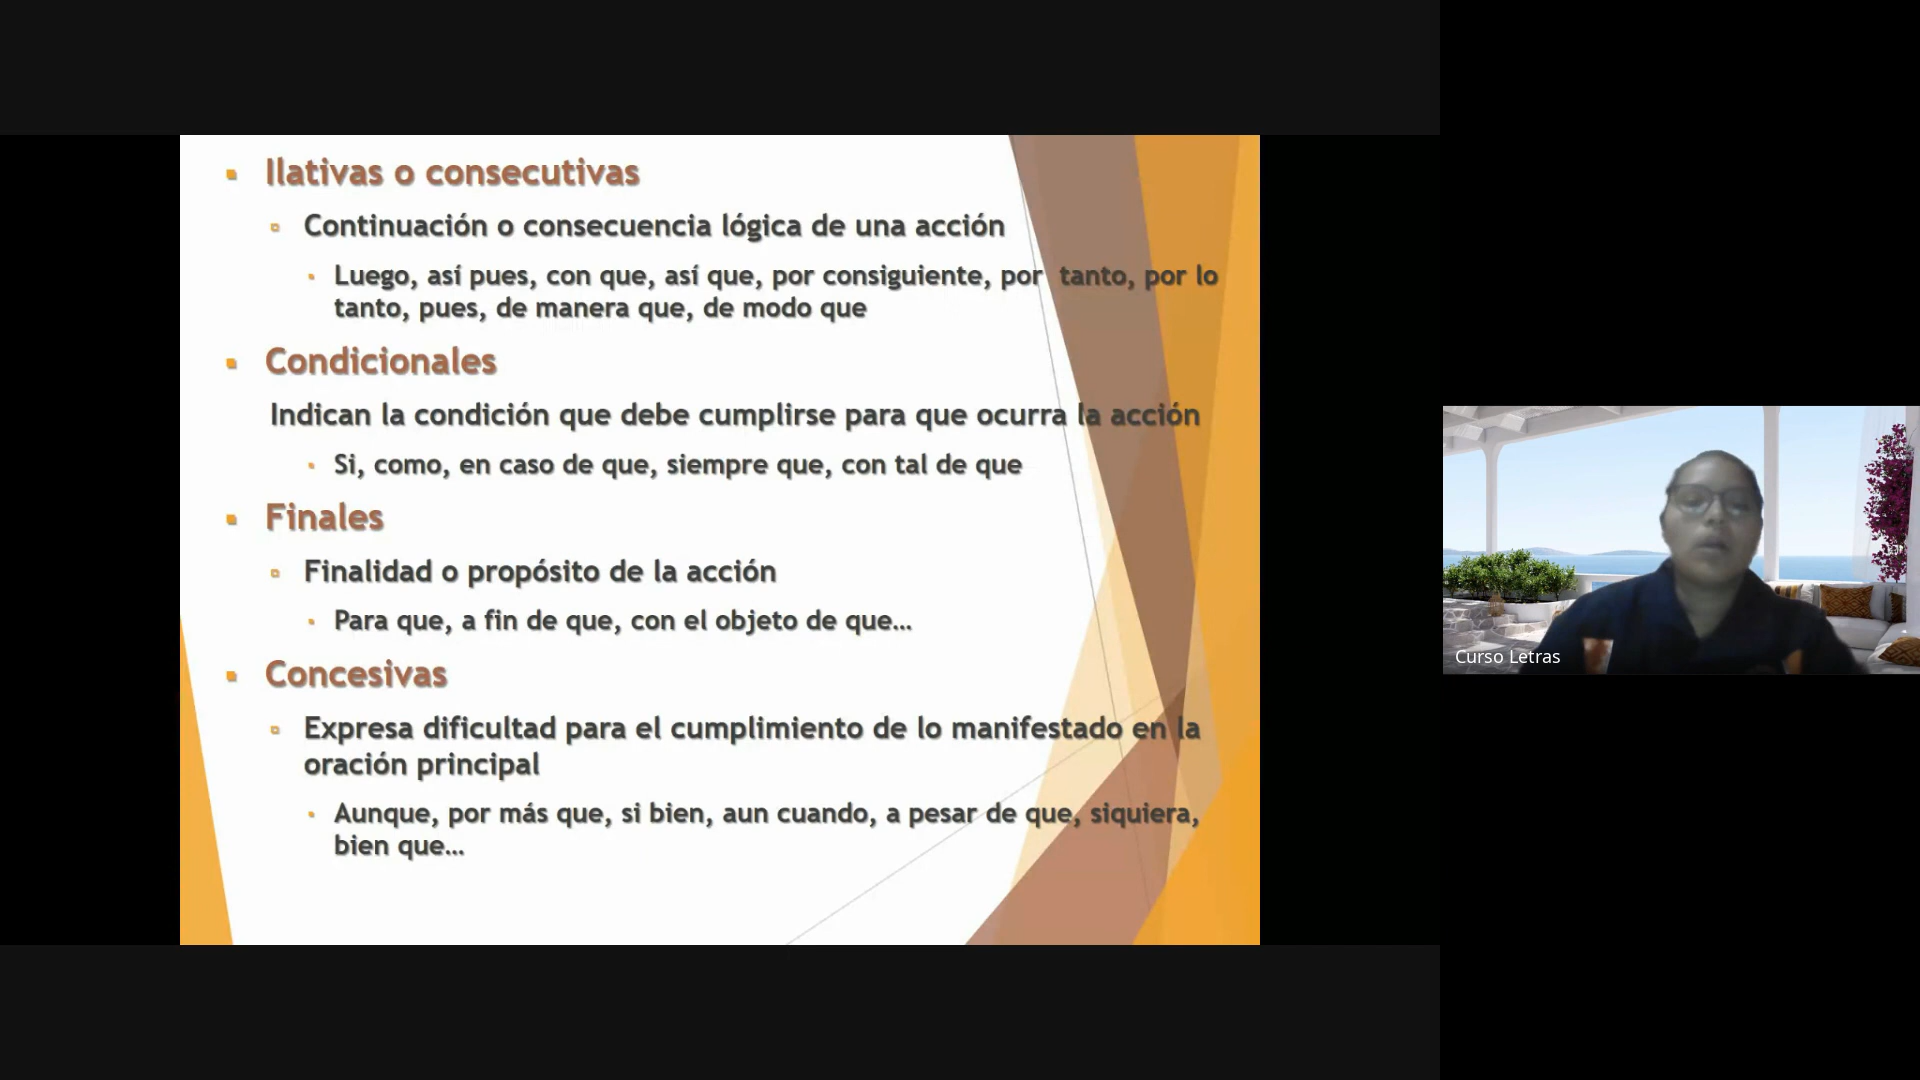 Ilativas o consecutivas
Continuación o consecuencia lógica de una acción
Luego, así pues, con que, así que, por consiguiente, por  tanto, por lo
tanto, pues, de manera que, de modo que
Condicionales
Indican la condición que debe cumplirse para que ocurra la acción
Si, como, en caso de que, siempre que, con tal de que
Finales
Finalidad o propósito de la acción
Para que, a fin de que, con el objeto de que…
Concesivas
Expresa dificultad para el cumplimiento de lo manifestado en la
oración principal
Aunque, por más que, si bien, aun cuando, a pesar de que, siquiera,
bien que…
Curso Letras